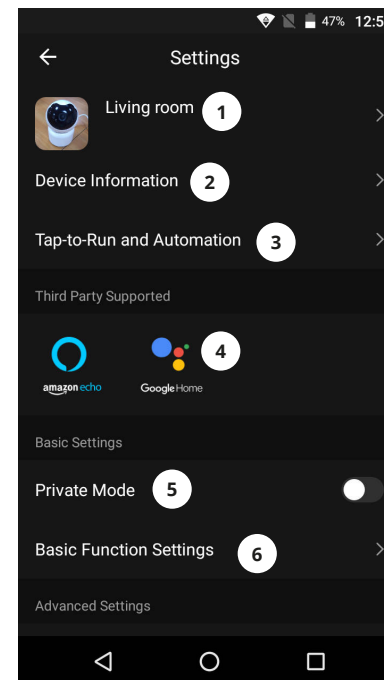 47% 12:5
Settings
Living room 1
Device Information 2
Tap-to-Run and Automation 3
Third Party Supported
4
amazon echo Google Home
Basic Settings
Private Mode 5
Basic Function Settings 6
Advanced Settings